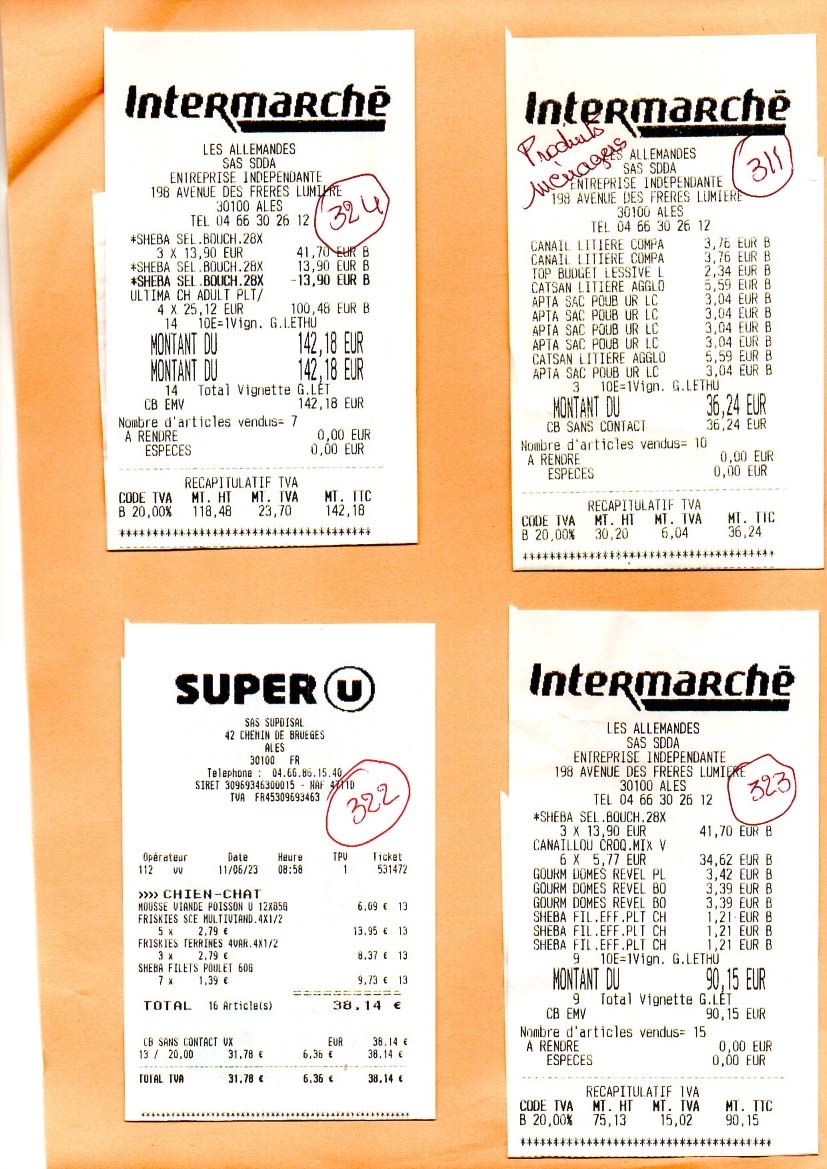 Intermarchē
LES ALLEMANDES
SAS SDDA
ENTREPRISE INDEPENDANTE
198 AVENUE DES FRERES LUMIERE
30100 ALES
TEL 04 66 30 26 12
324
*SHEBA SEL.BOUCH.28X
3 X 13,90 EUR 41,70 EUR B
*SHEBA SEL.BOUCH.28X 13,90 EUR B
*SHEBA SEL.BOUCH.28X -13,90 EUR B
ULTIMA CH ADULT PLT/
4 X 25,12 EUR 100,48 EUR B
14 10E=1Vign. G.LETHU
MONTANT DU 142,18 EUR
MONTANT DU 142,18 EUR
14 Total Vignette G.LET
CB EMV 142,18 EUR
Nombre d'articles vendus= 7
A RENDRE 0,00 EUR
ESPECES 0,00 EUR
RECAPITULATIF TVA
CODE TVA MT. HT MT. TVA MT. TTC
B 20,00% 118,48 23,70 142,18
*********************************
Intermarchē
Produits
ménagers
LES ALLEMANDES
SAS SDDA
ENTREPRISE INDEPENDANTE
198 AVENUE DES FRERES LUMIERE
30100 ALES
TEL 04 66 30 26 12
311
CANAIL LITIERE COMPA 3,76 EUR B
CANAIL LITIERE COMPA 3,76 EUR B
TOP BUDGET LESSIVE L 2,34 EUR B
CATSAN LITIERE AGGLO 5,59 EUR B
APTA SAC POUB UR LC 3,04 EUR B
APTA SAC POUB UR LC 3,04 EUR B
APTA SAC POUB UR LC 3,04 EUR B
APTA SAC POUB UR LC 3,04 EUR B
CATSAN LITIERE AGGLO 5,59 EUR B
APTA SAC POUB UR LC 3,04 EUR B
3 10E=1Vign. G.LETHU
MONTANT DU 36,24 EUR
CB SANS CONTACT 36,24 EUR
Nombre d'articles vendus= 10
A RENDRE 0,00 EUR
ESPECES 0,00 EUR
RECAPITULATIF TVA
CODE TVA MT. HT MT. TVA MT. TTC
B 20,00% 30,20 6,04 36,24
*********************************
SUPER U
SAS SUPDISAL
42 CHEMIN DE BRUEGES
ALES
30100 FR
Telephone : 04.66.86.15.40
SIRET 30969346300015 - NAF 4711D
TVA FR45309693463
322
Opérateur Date Heure TPV Ticket
112 VV 11/06/23 08:58 1 531472
»»» CHIEN-CHAT
MOUSSE VIANDE POISSON U 12X85G 6,09 € 13
FRISKIES SCE MULTIVIAND.4X1/2
5 x 2,79 € 13,95 € 13
FRISKIES TERRINES 4VAR.4X1/2
3 x 2,79 € 8,37 € 13
SHEBA FILETS POULET 60G
7 x 1,39 € 9,73 € 13
TOTAL 16 Article(s) 38,14 €
CB SANS CONTACT VX EUR 38,14 €
13 / 20,00 31,78 € 6,36 € 38,14 €
TOTAL TVA 31,78 € 6,36 € 38,14 €
*********************************
Intermarchē
LES ALLEMANDES
SAS SDDA
ENTREPRISE INDEPENDANTE
198 AVENUE DES FRERES LUMIERE
30100 ALES
TEL 04 66 30 26 12
323
*SHEBA SEL.BOUCH.28X
3 X 13,90 EUR 41,70 EUR B
CANAILLOU CROQ.MIX V
6 X 5,77 EUR 34,62 EUR B
GOURM DOMES REVEL PL 3,42 EUR B
GOURM DOMES REVEL BO 3,39 EUR B
GOURM DOMES REVEL BO 3,39 EUR B
SHEBA FIL.EFF.PLT CH 1,21 EUR B
SHEBA FIL.EFF.PLT CH 1,21 EUR B
SHEBA FIL.EFF.PLT CH 1,21 EUR B
9 10E=1Vign. G.LETHU
MONTANT DU 90,15 EUR
9 Total Vignette G.LET
CB EMV 90,15 EUR
Nombre d'articles vendus= 15
A RENDRE 0,00 EUR
ESPECES 0,00 EUR
RECAPITULATIF TVA
CODE TVA MT. HT MT. TVA MT. TTC
B 20,00% 75,13 15,02 90,15
*********************************